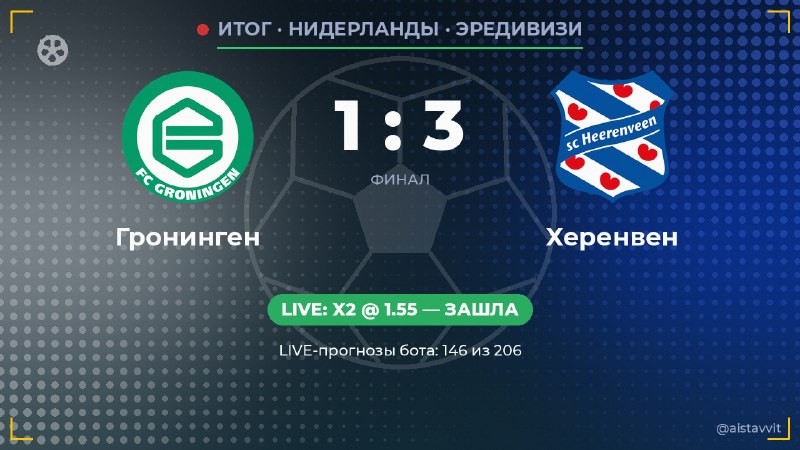 ИТОГ · НИДЕРЛАНДЫ · ЭРЕДИВИЗИ
1 : 3
ФИНАЛ
FC GRONINGEN
sc Heerenveen
Гронинген
Херенвен
LIVE: X2 @ 1.55 — ЗАШЛА
LIVE-прогнозы бота: 146 из 206
@aistavvit